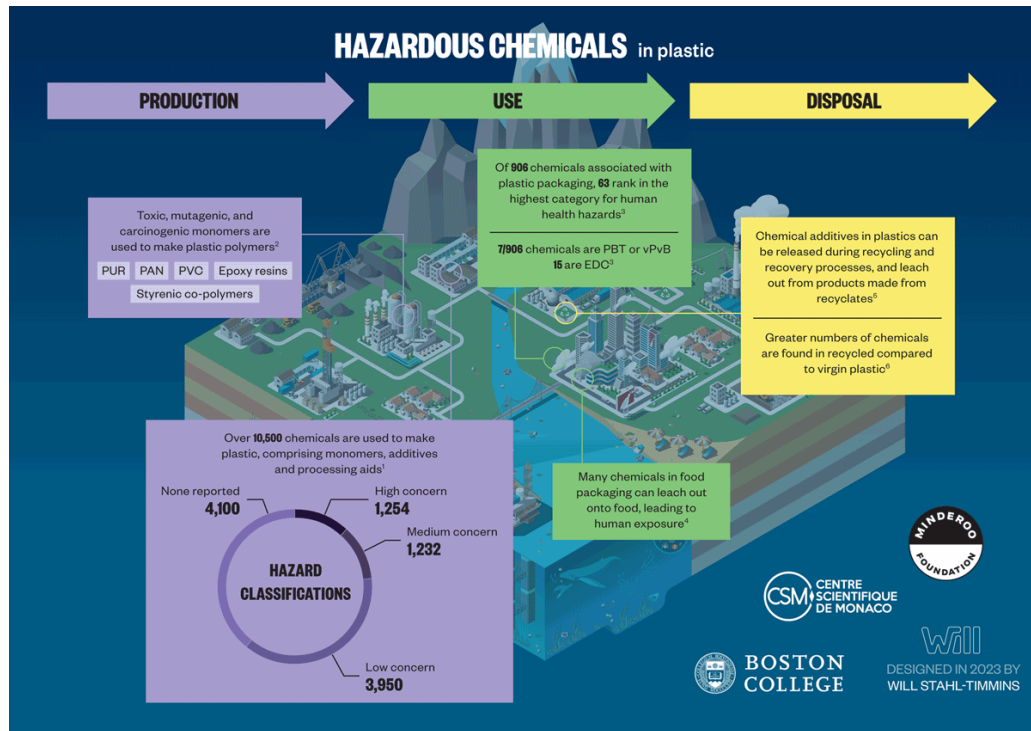 HAZARDOUS CHEMICALS in plastic
PRODUCTION
USE
DISPOSAL
Toxic, mutagenic, and
carcinogenic monomers are
used to make plastic polymers²
PUR PAN PVC Epoxy resins
Styrenic co-polymers
Of 906 chemicals associated with
plastic packaging, 63 rank in the
highest category for human
health hazards³
7/906 chemicals are PBT or vPvB
15 are EDC³
Chemical additives in plastics can
be released during recycling and
recovery processes, and leach
out from products made from
recyclates⁵
Greater numbers of chemicals
are found in recycled compared
to virgin plastic⁶
Over 10,500 chemicals are used to make
plastic, comprising monomers, additives
and processing aids¹
None reported
4,100
High concern
1,254
Medium concern
1,232
HAZARD
CLASSIFICATIONS
Low concern
3,950
Many chemicals in food
packaging can leach out
onto food, leading to
human exposure⁴
MINDEROO
FOUNDATION
CSM
CENTRE
SCIENTIFIQUE
DE MONACO
BOSTON
COLLEGE
Will
DESIGNED IN 2023 BY
WILL STAHL-TIMMINS